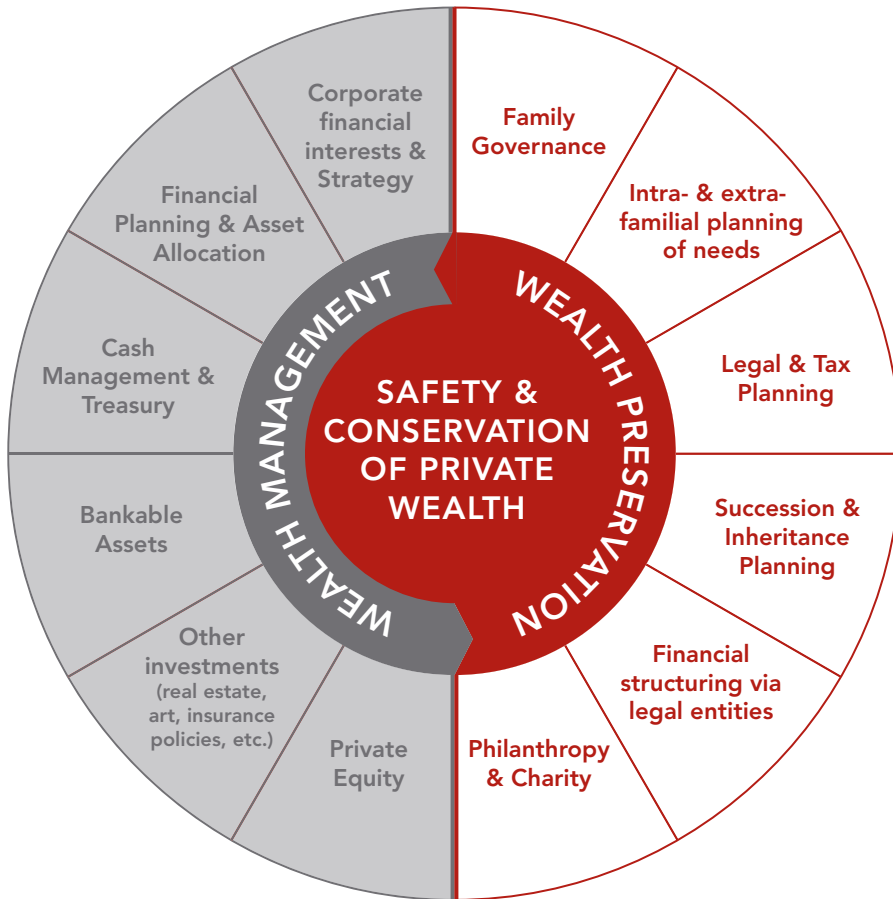 Corporate
financial
interests &
Strategy
Family
Governance
Financial
Planning & Asset
Allocation
Intra- & extra-
familial planning
of needs
Cash
Management &
Treasury
Legal & Tax
Planning
WEALTH MANAGEMENT
SAFETY &
CONSERVATION
OF PRIVATE
WEALTH
WEALTH PRESERVATION
Bankable
Assets
Succession &
Inheritance
Planning
Other
investments
(real estate,
art, insurance
policies, etc.)
Financial
structuring via
legal entities
Private
Equity
Philanthropy
& Charity